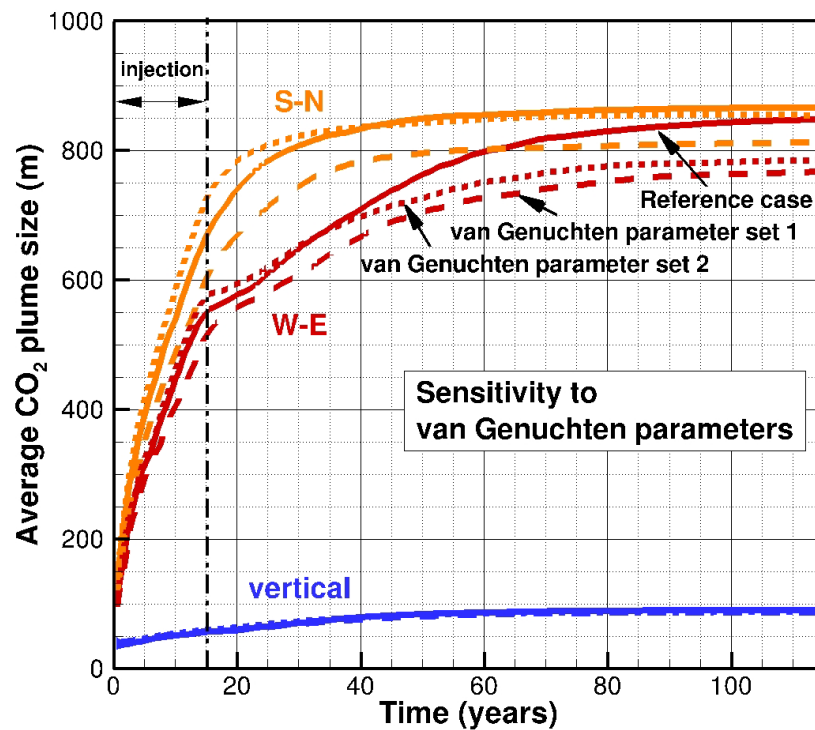 1000
800
600
400
200
0
Average CO₂ plume size (m)
injection
S-N
Reference case
van Genuchten parameter set 1
van Genuchten parameter set 2
W-E
Sensitivity to
van Genuchten parameters
vertical
0 20 40 60 80 100
Time (years)